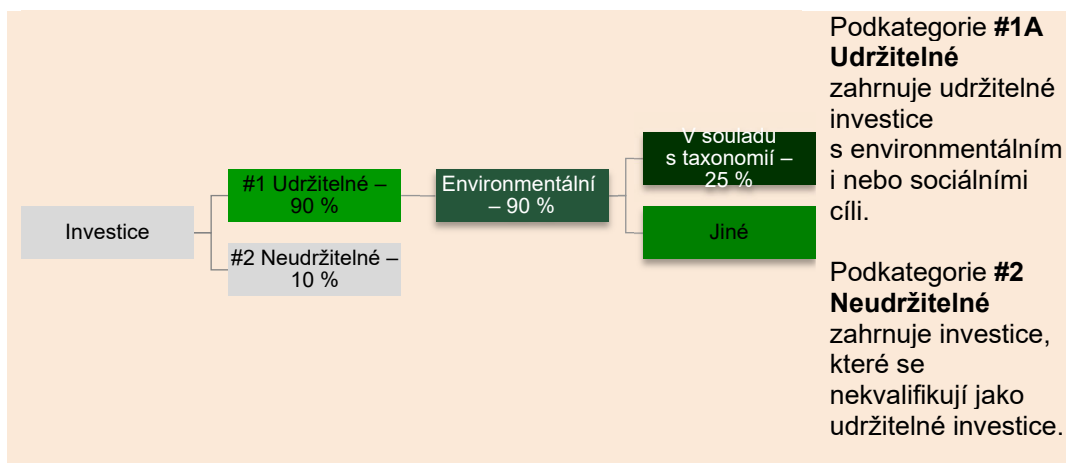 Investice
#1 Udržitelné –
90 %
#2 Neudržitelné –
10 %
Environmentální
– 90 %
V souladu
s taxonomií –
25 %
Jiné
Podkategorie #1A
Udržitelné
zahrnuje udržitelné
investice
s environmentálním
i nebo sociálními
cíli.
Podkategorie #2
Neudržitelné
zahrnuje investice,
které se
nekvalifikují jako
udržitelné investice.